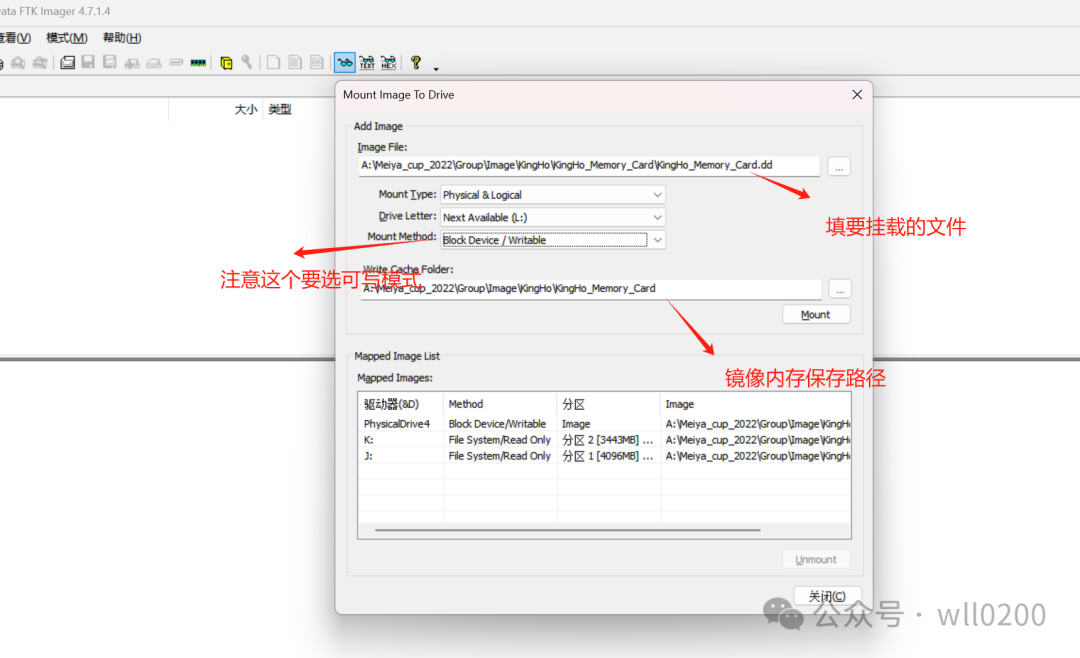 ata FTK Imager 4.7.1.4
查看(V) 模式(M) 帮助(H)
TEXT HEX
大小 类型
Mount Image To Drive
Add Image
Image File:
A:\Meiya_cup_2022\Group\Image\KingHo\KingHo_Memory_Card\KingHo_Memory_Card.dd
...
Mount Type: Physical & Logical
Drive Letter: Next Available (L:)
填要挂载的文件
Mount Method: Block Device / Writable
注意这个要选可写模式
Write Cache Folder:
A:\Meiya_cup_2022\Group\Image\KingHo\KingHo_Memory_Card
...
Mount
Mapped Image List
镜像内存保存路径
Mapped Images:
驱动器(&D) Method 分区 Image
PhysicalDrive4 Block Device/Writable Image A:\Meiya_cup_2022\Group\Image\KingH
K: File System/Read Only 分区 2 [3443MB] ... A:\Meiya_cup_2022\Group\Image\KingH
J: File System/Read Only 分区 1 [4096MB] ... A:\Meiya_cup_2022\Group\Image\KingH
Unmount
关闭(C)
公众号 · wll0200